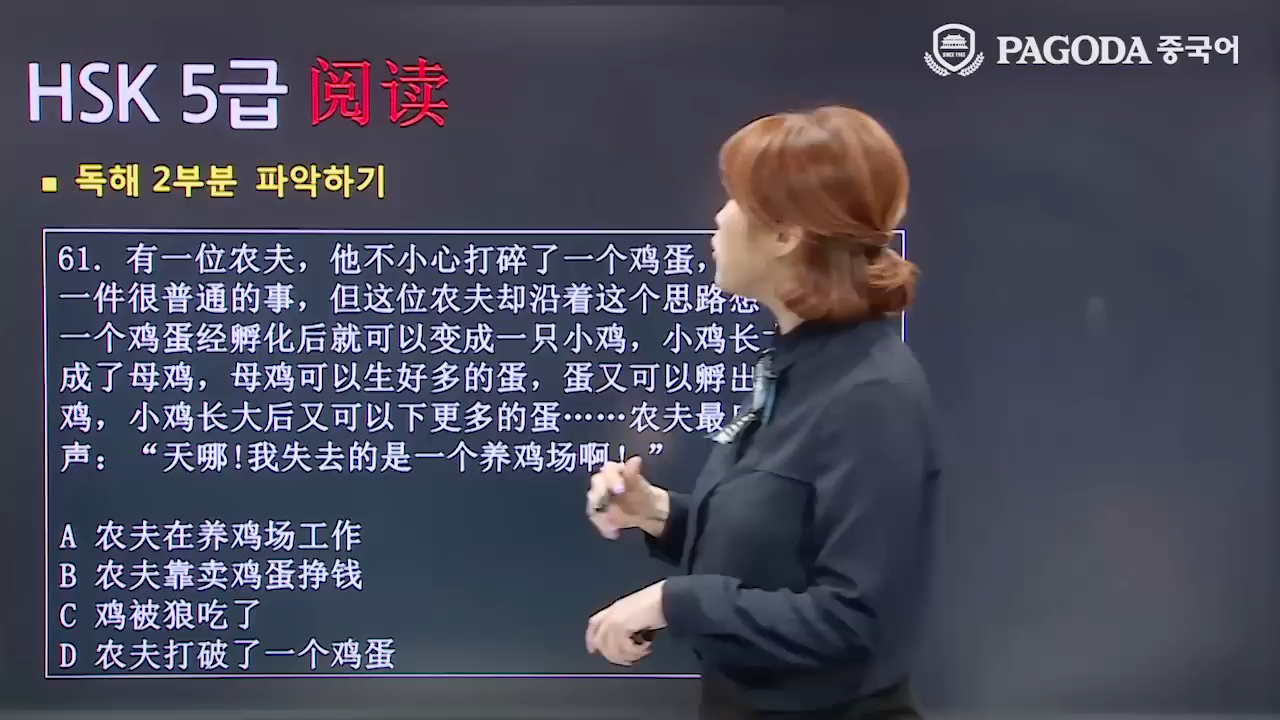 PAGODA 중국어
SINCE 1969
HSK 5급 阅读
■ 독해 2부분 파악하기
61. 有一位农夫，他不小心打碎了一个鸡蛋，
一件很普通的事，但这位农夫却沿着这个思路想
一个鸡蛋经孵化后就可以变成一只小鸡，小鸡长
成了母鸡，母鸡可以生好多的蛋，蛋又可以孵出
鸡，小鸡长大后又可以下更多的蛋……农夫最
声：“天哪!我失去的是一个养鸡场啊!”
A 农夫在养鸡场工作
B 农夫靠卖鸡蛋挣钱
C 鸡被狼吃了
D 农夫打破了一个鸡蛋